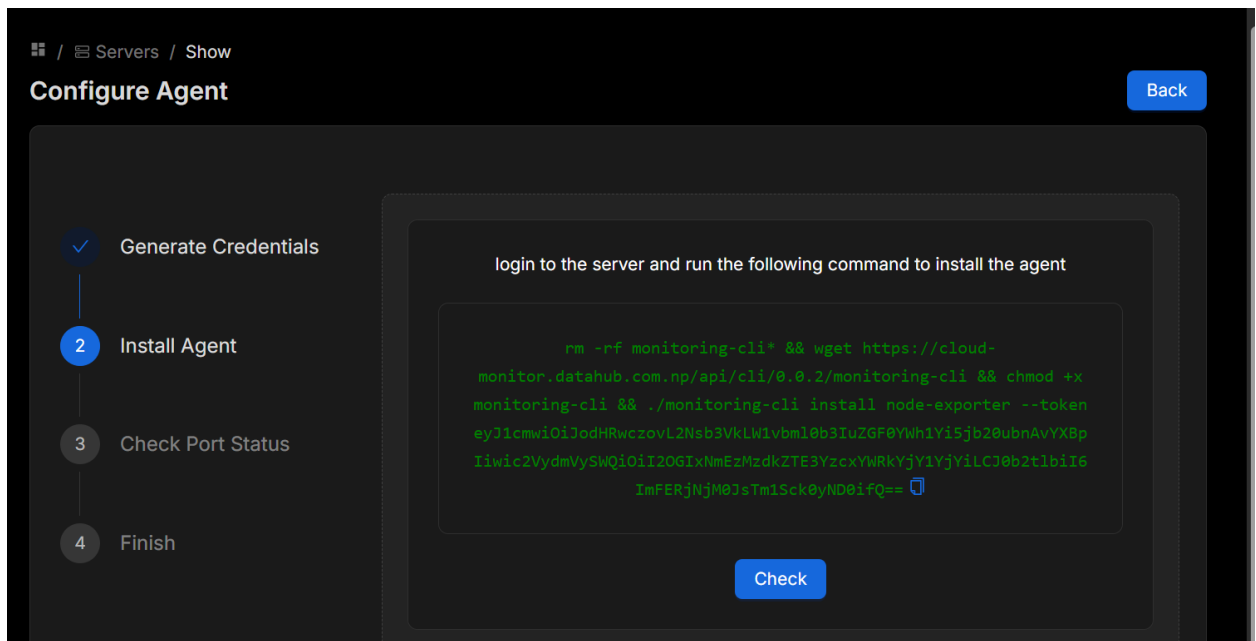 / Servers / Show
Configure Agent
Back
Generate Credentials
login to the server and run the following command to install the agent
2 Install Agent
rm -rf monitoring-cli* && wget https://cloud-
monitor.datahub.com.np/api/cli/0.0.2/monitoring-cli && chmod +x
monitoring-cli && ./monitoring-cli install node-exporter --token
eyJ1cmwiOiJodHRwczovL2Nsb3VkLW1vbml0b3IuZGF0YWh1Yi5jb20ubnAvYXBp
Iiwic2VydmVySWQiOiI2OGIxNmEzMzdkZTE3YzcxYWRkYjY1YjYiLCJ0b2tlbiI6
ImFERjNjM0JsTm1Sck0yND0ifQ==
3 Check Port Status
4 Finish
Check